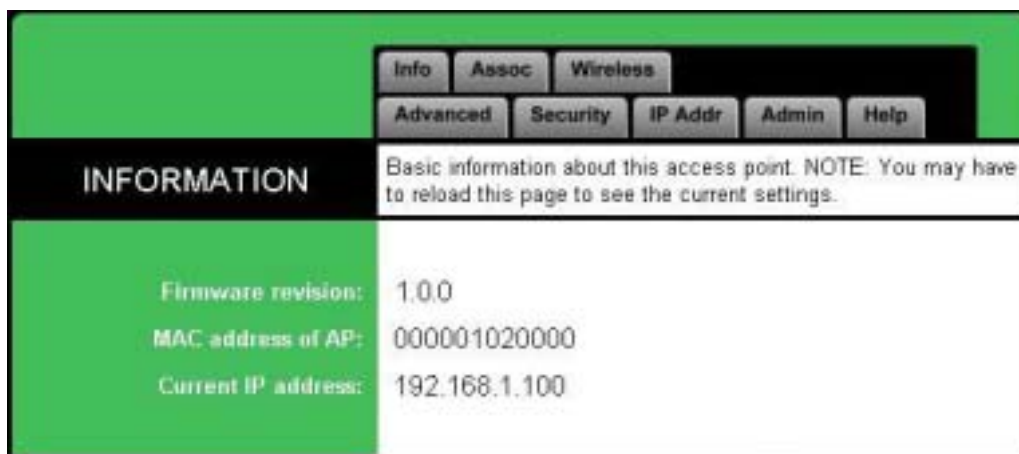 Info Assoc Wireless
Advanced Security IP Addr Admin Help
INFORMATION
Basic information about this access point. NOTE: You may have
to reload this page to see the current settings.
Firmware revision: 1.0.0
MAC address of AP: 000001020000
Current IP address: 192.168.1.100